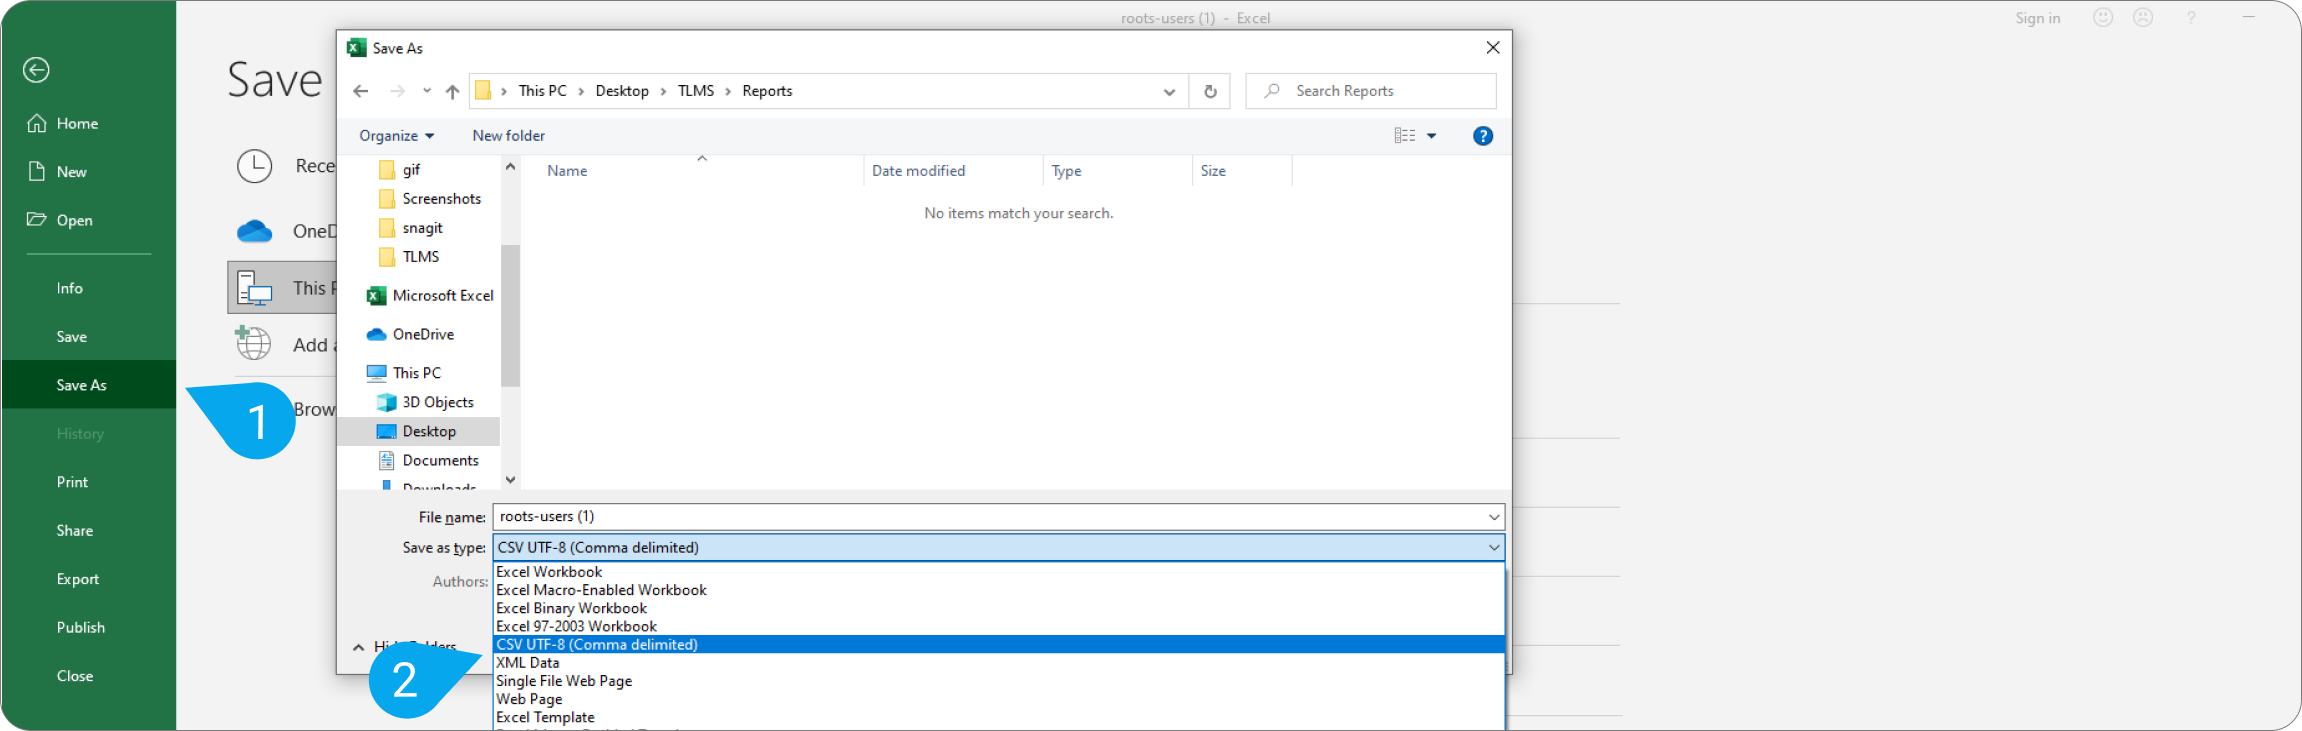 roots-users (1) - Excel
Sign in
?
Save As
Save
This PC > Desktop > TLMS > Reports
Search Reports
Home
Organize
New folder
?
New
Rece
gif
Name
Date modified
Type
Size
Screenshots
No items match your search.
Open
OneD
snagit
TLMS
Info
This P
Microsoft Excel
Save
Add a
OneDrive
This PC
Save As
3D Objects
1
Brow
Desktop
History
Documents
Downloads
Print
File name:
roots-users (1)
Share
Save as type:
CSV UTF-8 (Comma delimited)
Export
Authors:
Excel Workbook
Excel Macro-Enabled Workbook
Excel Binary Workbook
Publish
Excel 97-2003 Workbook
CSV UTF-8 (Comma delimited)
XML Data
Close
2
Single File Web Page
Web Page
Excel Template